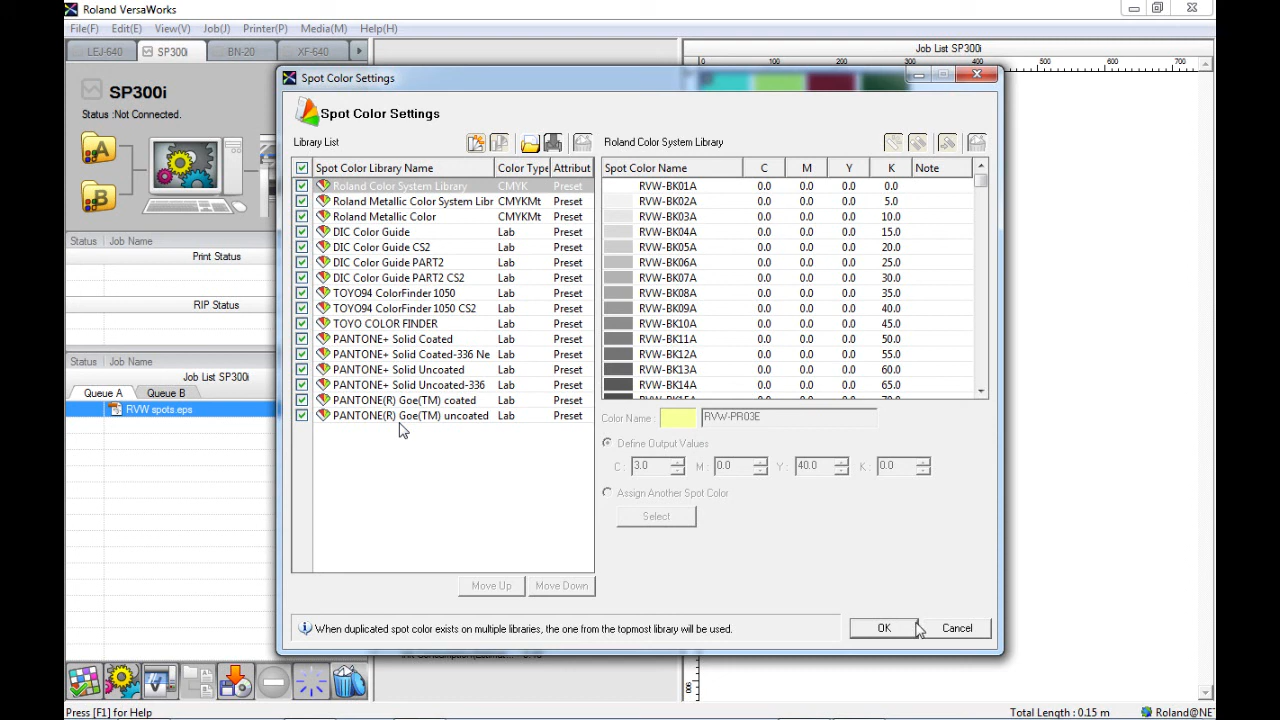 Roland VersaWorks
File(F) Edit(E) View(V) Job(J) Printer(P) Media(M) Help(H)
LEJ-640 SP300i BN-20 XF-640
Job List SP300i
0 100 200 300 400 500 600 700
SP300i
Status :Not Connected.
A
B
Status Job Name
Print Status
RIP Status
Status Job Name
Job List SP300i
Queue A Queue B
RVW spots.eps
Spot Color Settings
Spot Color Settings
Library List
Spot Color Library Name Color Type Attribut
Roland Color System Library CMYK Preset
Roland Metallic Color System Libr CMYKMt Preset
Roland Metallic Color CMYKMt Preset
DIC Color Guide Lab Preset
DIC Color Guide CS2 Lab Preset
DIC Color Guide PART2 Lab Preset
DIC Color Guide PART2 CS2 Lab Preset
TOYO94 ColorFinder 1050 Lab Preset
TOYO94 ColorFinder 1050 CS2 Lab Preset
TOYO COLOR FINDER Lab Preset
PANTONE+ Solid Coated Lab Preset
PANTONE+ Solid Coated-336 Ne Lab Preset
PANTONE+ Solid Uncoated Lab Preset
PANTONE+ Solid Uncoated-336 Lab Preset
PANTONE(R) Goe(TM) coated Lab Preset
PANTONE(R) Goe(TM) uncoated Lab Preset
Move Up Move Down
Roland Color System Library
Spot Color Name C M Y K Note
RVW-BK01A 0.0 0.0 0.0 0.0
RVW-BK02A 0.0 0.0 0.0 5.0
RVW-BK03A 0.0 0.0 0.0 10.0
RVW-BK04A 0.0 0.0 0.0 15.0
RVW-BK05A 0.0 0.0 0.0 20.0
RVW-BK06A 0.0 0.0 0.0 25.0
RVW-BK07A 0.0 0.0 0.0 30.0
RVW-BK08A 0.0 0.0 0.0 35.0
RVW-BK09A 0.0 0.0 0.0 40.0
RVW-BK10A 0.0 0.0 0.0 45.0
RVW-BK11A 0.0 0.0 0.0 50.0
RVW-BK12A 0.0 0.0 0.0 55.0
RVW-BK13A 0.0 0.0 0.0 60.0
RVW-BK14A 0.0 0.0 0.0 65.0
Color Name : RVW-PR03E
Define Output Values
C : 3.0 M : 0.0 Y : 40.0 K : 0.0
Assign Another Spot Color
Select
When duplicated spot color exists on multiple libraries, the one from the topmost library will be used.
OK Cancel
Press [F1] for Help
Total Length : 0.15 m Roland@NE